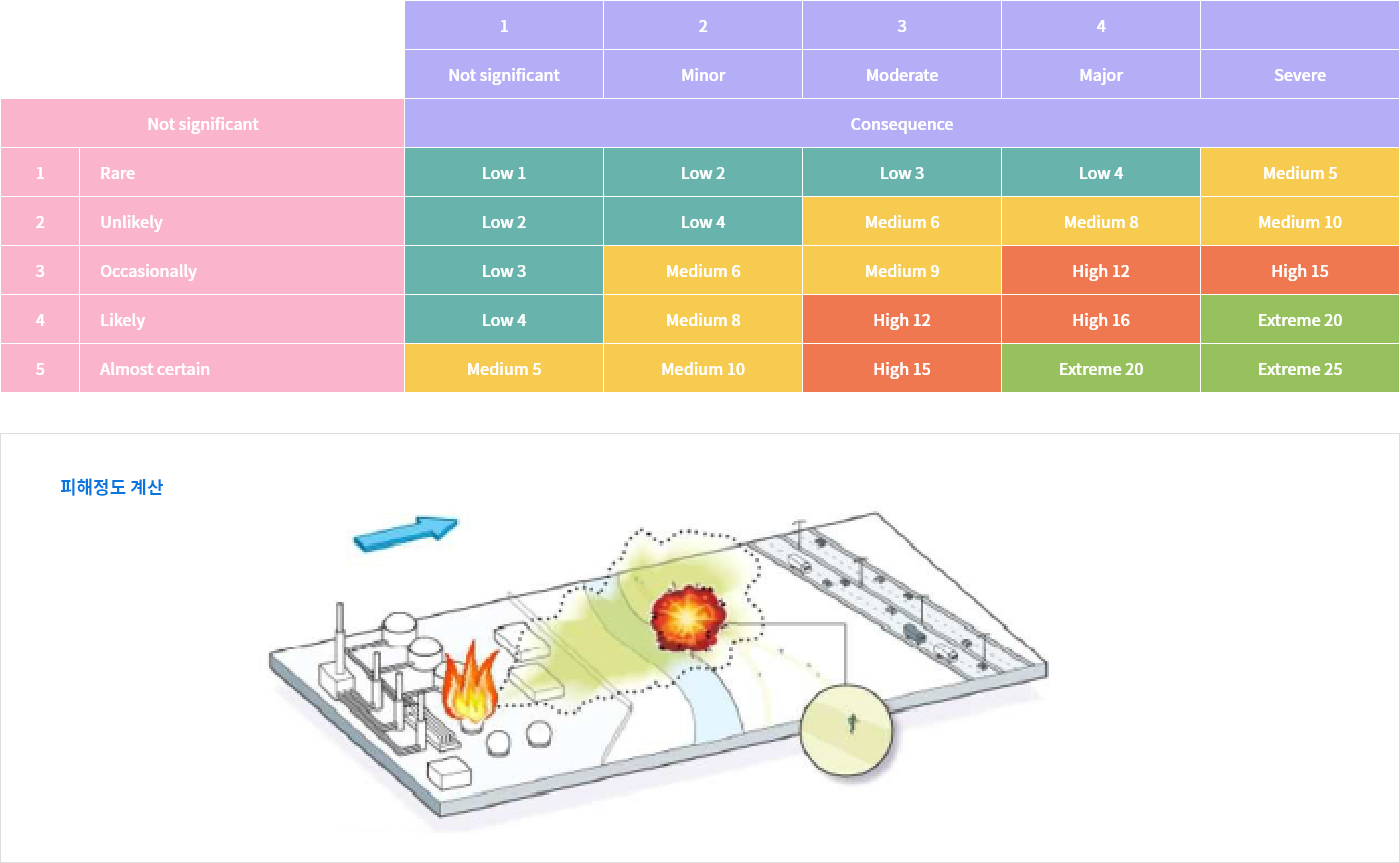 1 2 3 4
Not significant Minor Moderate Major Severe
Not significant Consequence
1 Rare Low 1 Low 2 Low 3 Low 4 Medium 5
2 Unlikely Low 2 Low 4 Medium 6 Medium 8 Medium 10
3 Occasionally Low 3 Medium 6 Medium 9 High 12 High 15
4 Likely Low 4 Medium 8 High 12 High 16 Extreme 20
5 Almost certain Medium 5 Medium 10 High 15 Extreme 20 Extreme 25
피해정도 계산